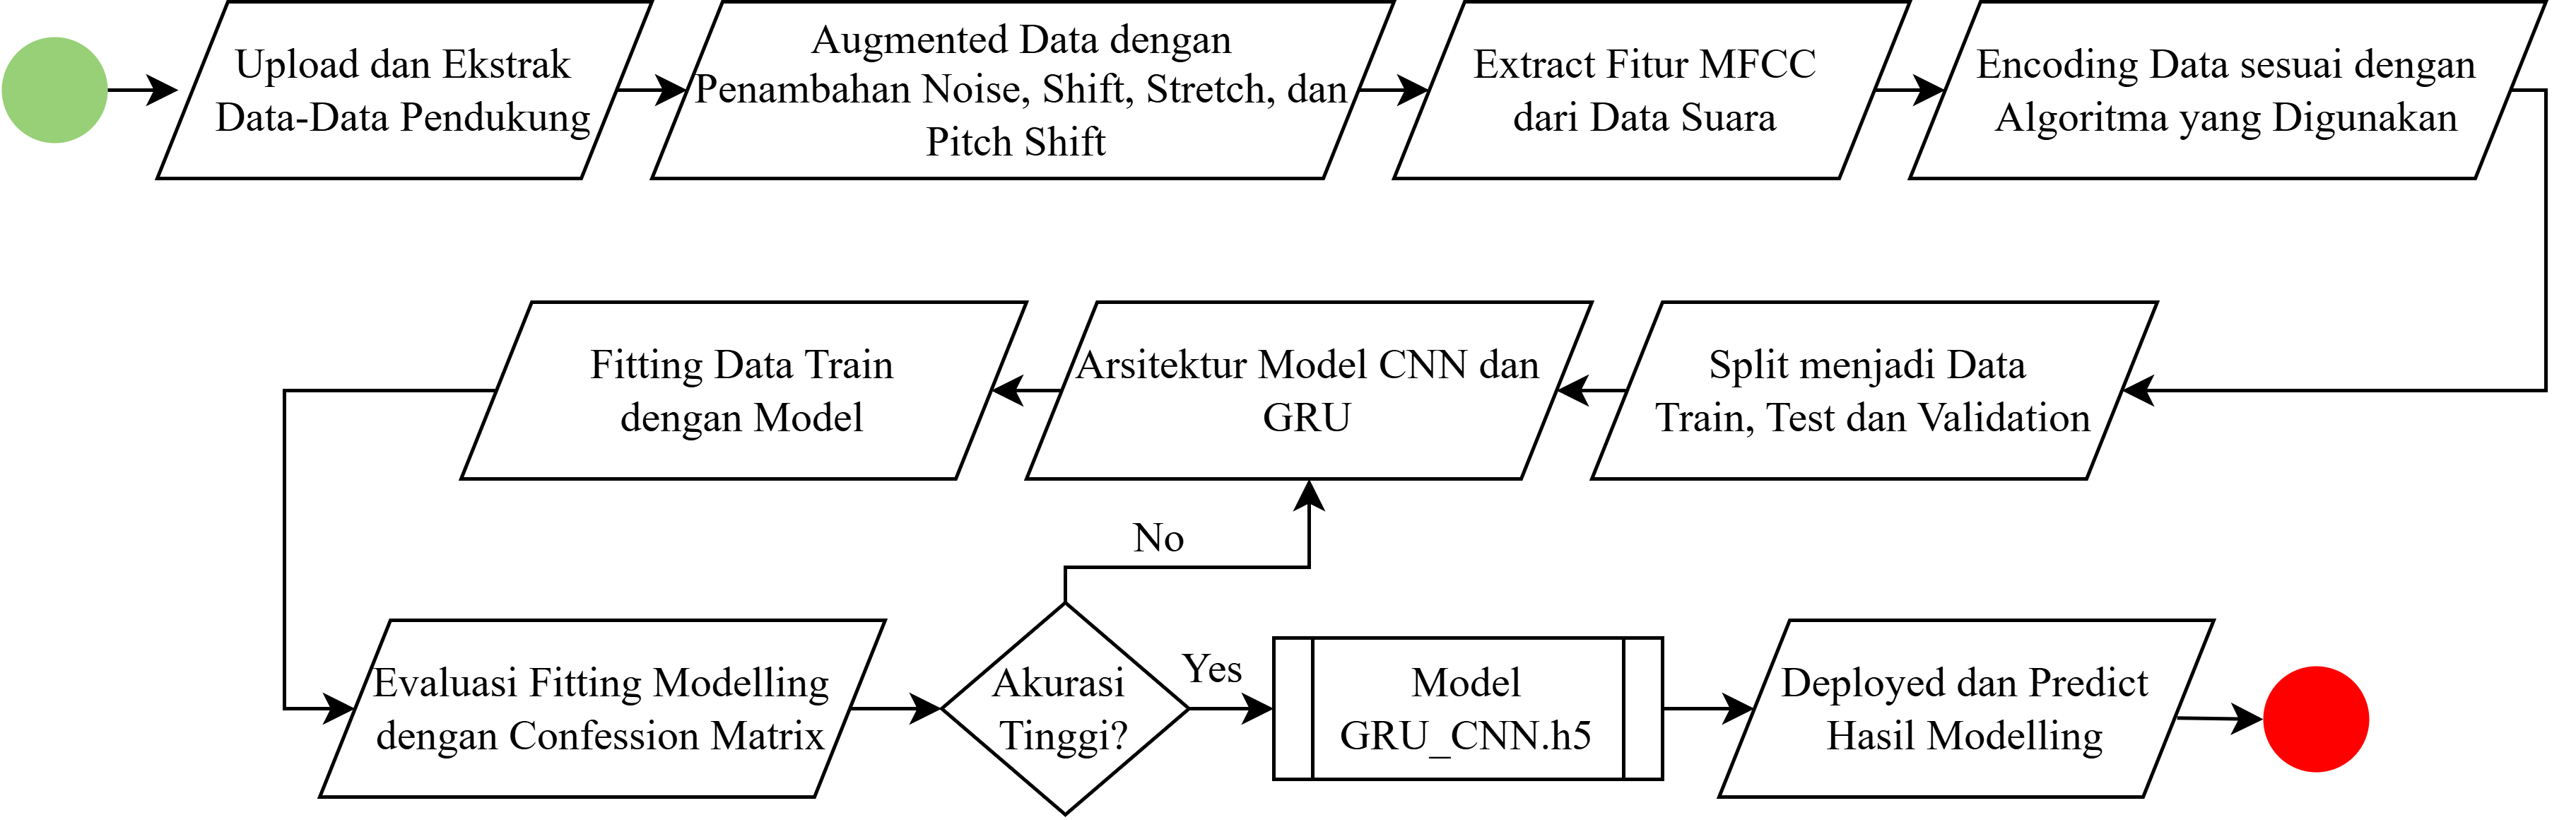 Upload dan Ekstrak
Data-Data Pendukung
Augmented Data dengan
Penambahan Noise, Shift, Stretch, dan
Pitch Shift
Extract Fitur MFCC
dari Data Suara
Encoding Data sesuai dengan
Algoritma yang Digunakan
Split menjadi Data
Train, Test dan Validation
Arsitektur Model CNN dan
GRU
Fitting Data Train
dengan Model
Evaluasi Fitting Modelling
dengan Confession Matrix
Akurasi
Tinggi?
No
Yes
Model
GRU_CNN.h5
Deployed dan Predict
Hasil Modelling